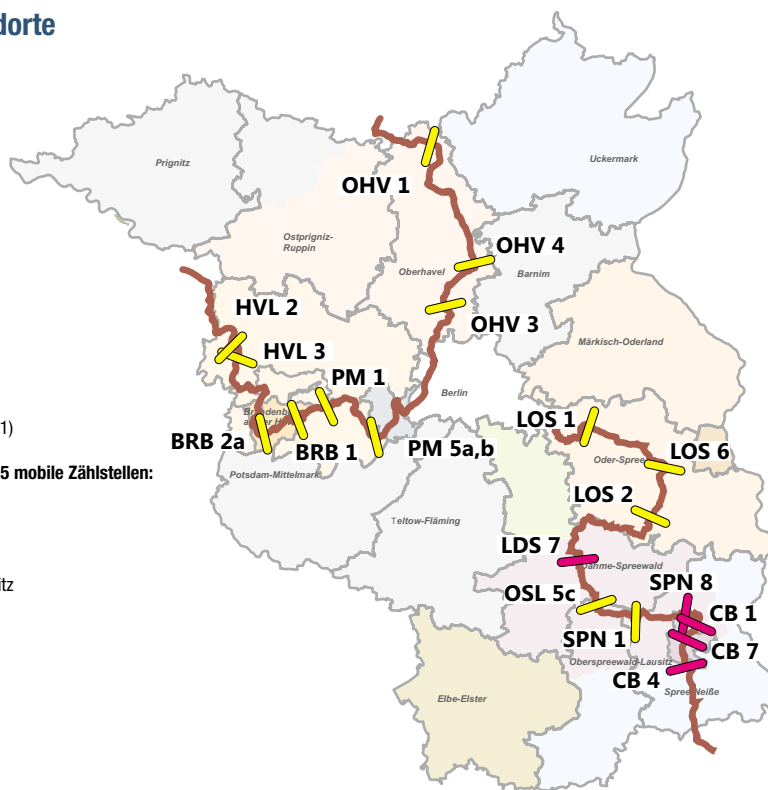 dorte
Prignitz
Uckermark
OHV 1
Ostprigniz-
Ruppin
OHV 4
Oberhavel
Barnim
HVL 2
OHV 3
HVL 3
Märkisch-Oderland
PM 1
Berlin
1)
LOS 1
BRB 2a
BRB 1
PM 5a,b
LOS 6
Oder-Spree
5 mobile Zählstellen:
Potsdam-Mittelmark
LOS 2
Teltow-Fläming
LDS 7
Dahme-Spreewald
itz
SPN 8
OSL 5c
CB 1
SPN 1
CB 7
Oberspreewald-Lausitz
CB 4
Spree-Neiße
Elbe-Elster